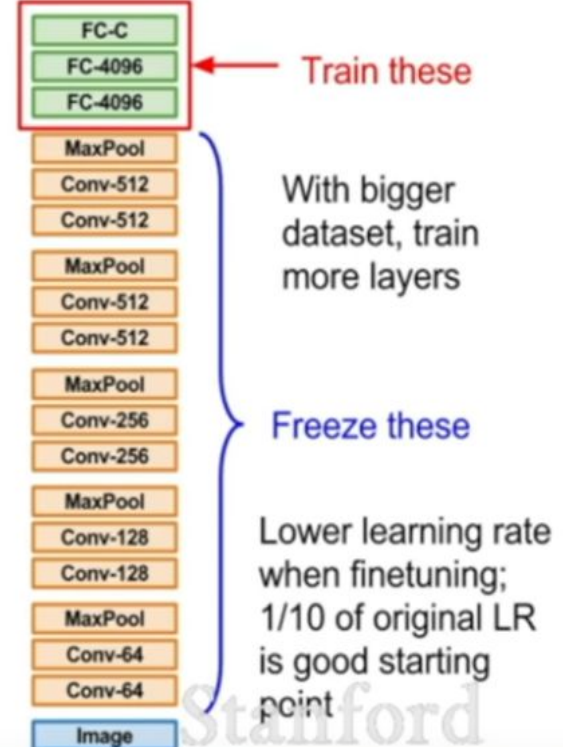 FC-C
FC-4096
FC-4096
Train these
MaxPool
Conv-512
Conv-512
With bigger
dataset, train
more layers
MaxPool
Conv-512
Conv-512
MaxPool
Conv-256
Conv-256
Freeze these
MaxPool
Conv-128
Conv-128
Lower learning rate
when finetuning;
1/10 of original LR
is good starting
point
MaxPool
Conv-64
Conv-64
Image
Stanford